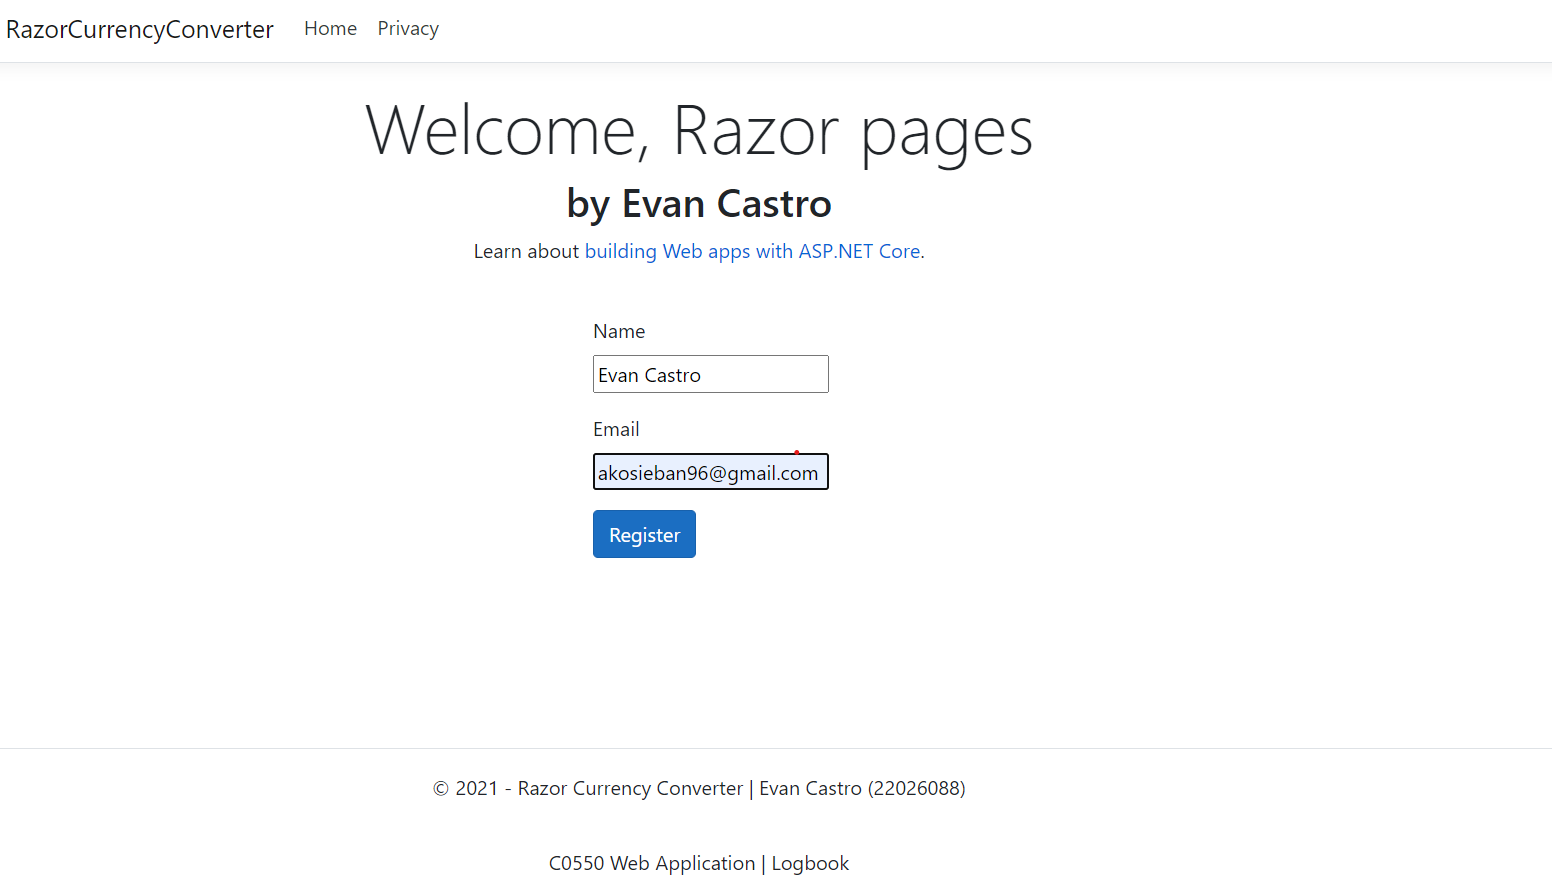 RazorCurrencyConverter Home Privacy
Welcome, Razor pages
by Evan Castro
Learn about building Web apps with ASP.NET Core.
Name
Evan Castro
Email
akosieban96@gmail.com
Register
© 2021 - Razor Currency Converter | Evan Castro (22026088)
C0550 Web Application | Logbook